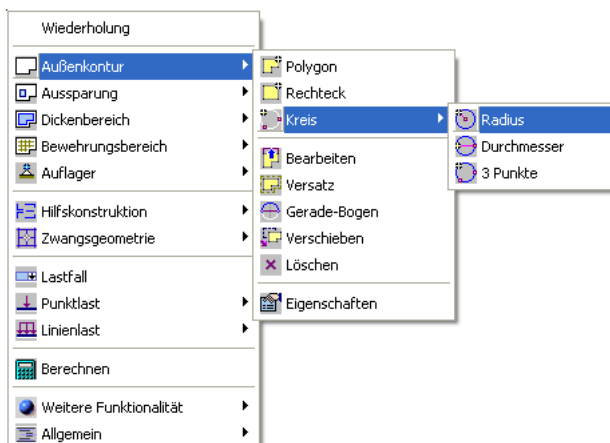 Wiederholung
Außenkontur
Aussparung
Dickenbereich
Bewehrungsbereich
Auflager
Hilfskonstruktion
Zwangsgeometrie
Lastfall
Punktlast
Linienlast
Berechnen
Weitere Funktionalität
Allgemein
Polygon
Rechteck
Kreis
Bearbeiten
Versatz
Gerade-Bogen
Verschieben
Löschen
Eigenschaften
Radius
Durchmesser
3 Punkte